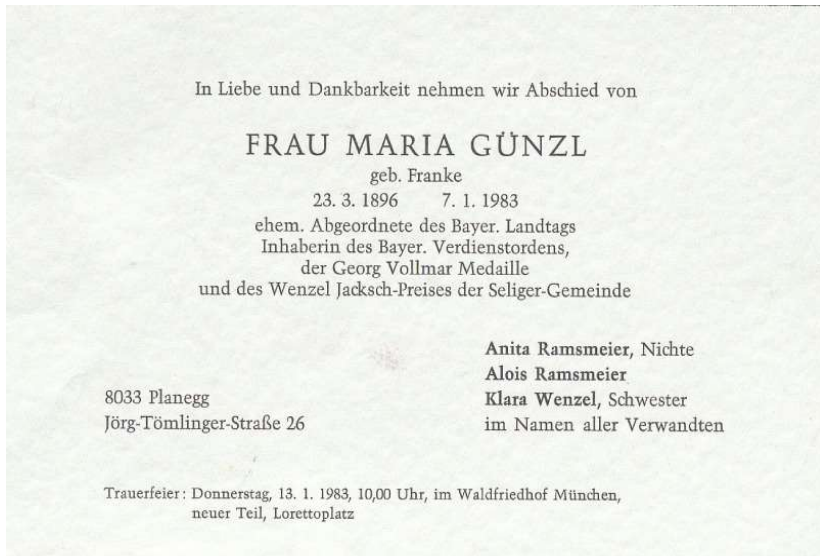 In Liebe und Dankbarkeit nehmen wir Abschied von
FRAU MARIA GÜNZL
geb. Franke
23. 3. 1896 7. 1. 1983
ehem. Abgeordnete des Bayer. Landtags
Inhaberin des Bayer. Verdienstordens,
der Georg Vollmar Medaille
und des Wenzel Jacksch-Preises der Seliger-Gemeinde
Anita Ramsmeier, Nichte
Alois Ramsmeier
Klara Wenzel, Schwester
im Namen aller Verwandten
8033 Planegg
Jörg-Tömlinger-Straße 26
Trauerfeier: Donnerstag, 13. 1. 1983, 10,00 Uhr, im Waldfriedhof München,
neuer Teil, Lorettoplatz